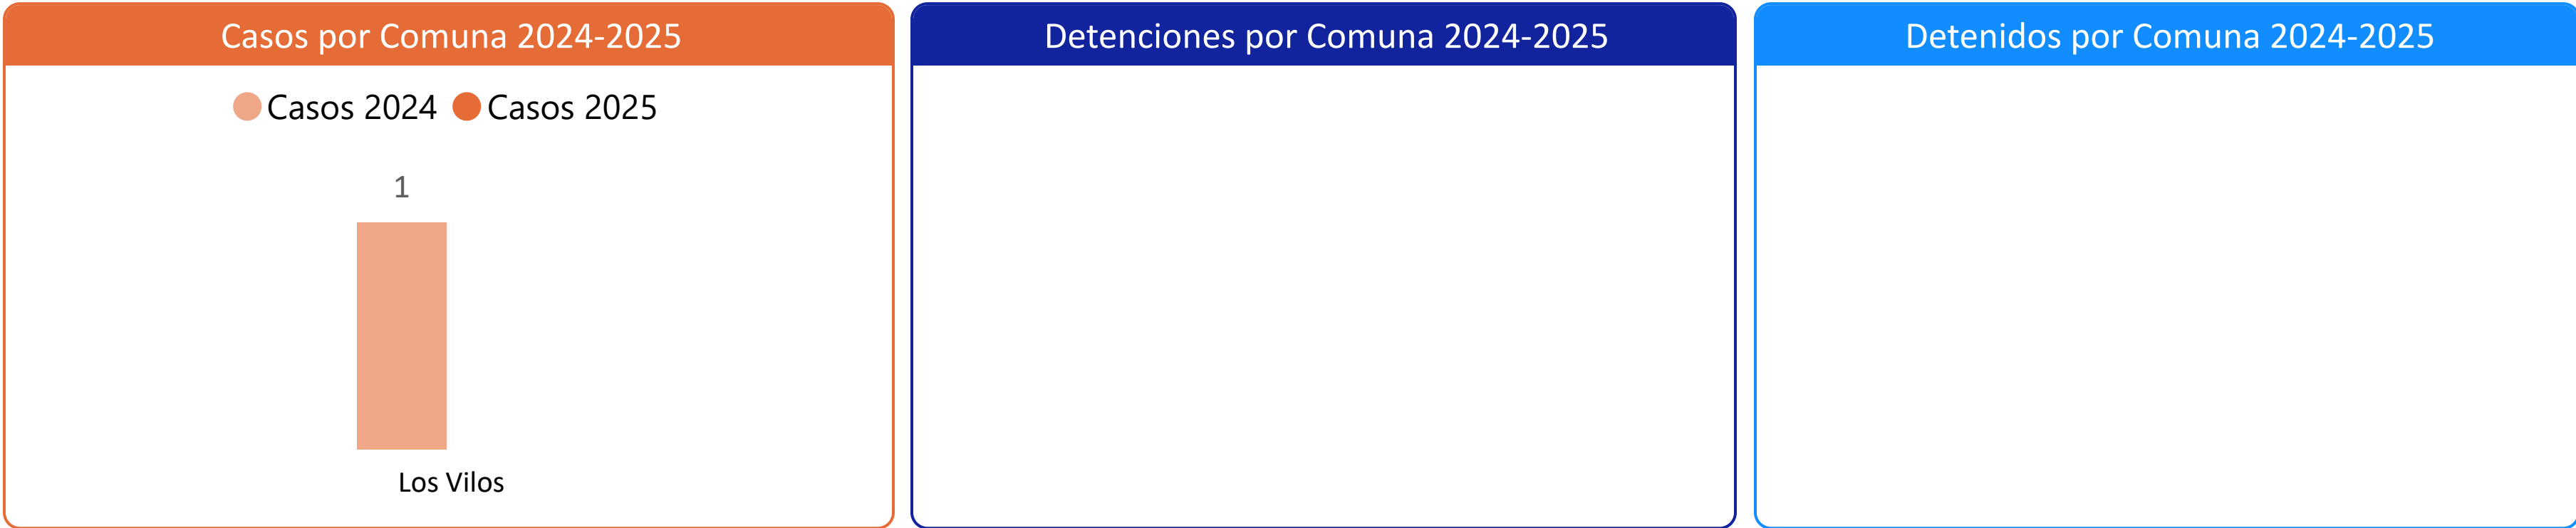 Casos por Comuna 2024-2025
Casos 2024 Casos 2025
1
Los Vilos
Detenciones por Comuna 2024-2025
Detenidos por Comuna 2024-2025